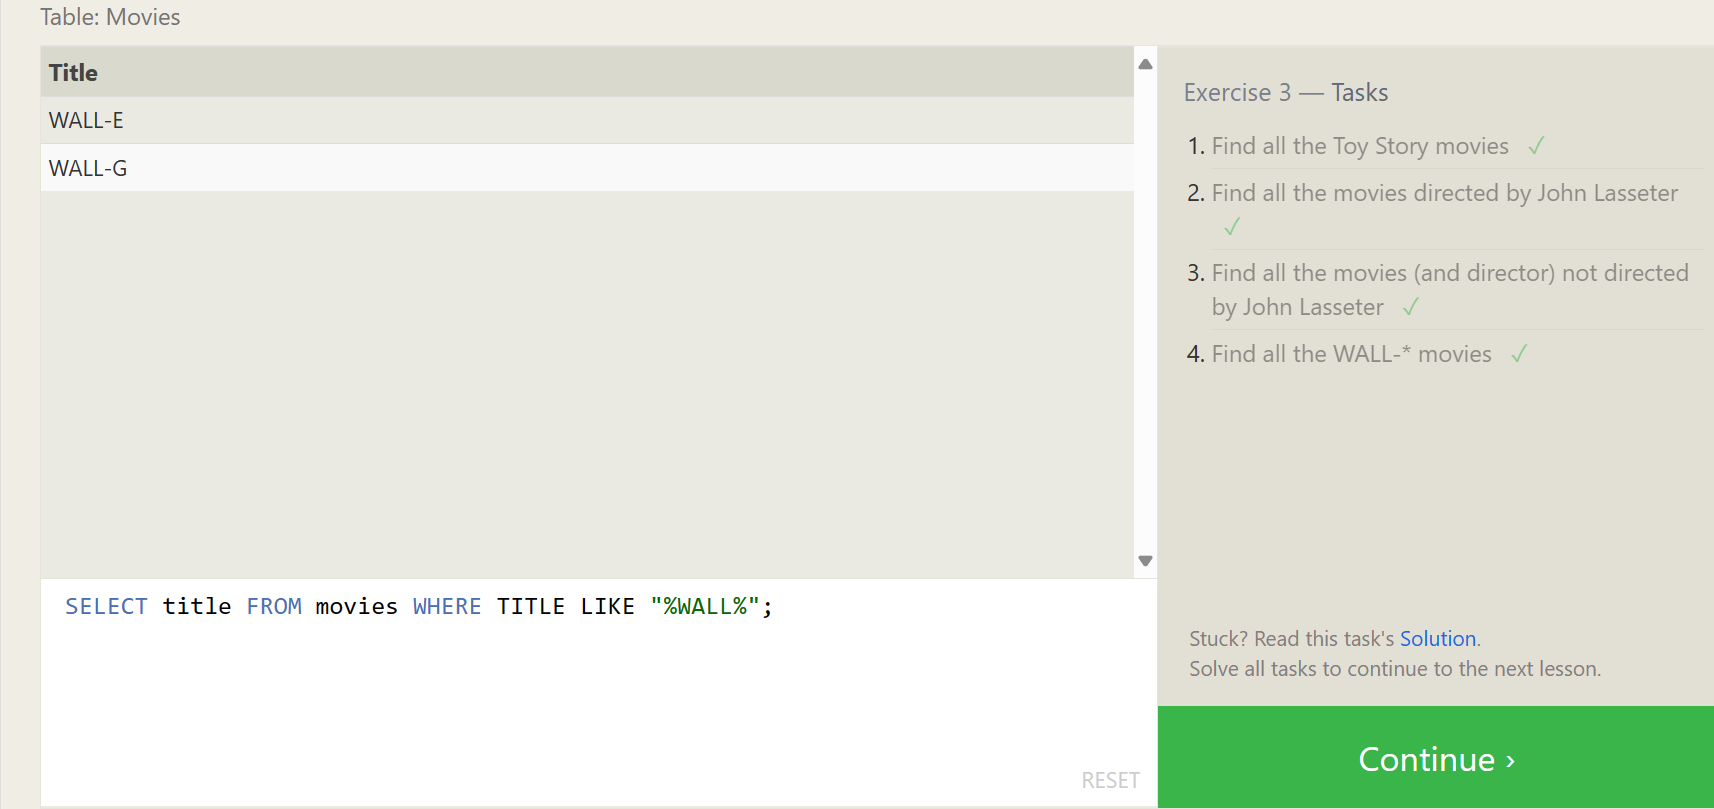 Table: Movies
Title
WALL-E
WALL-G
SELECT title FROM movies WHERE TITLE LIKE "%WALL%";
RESET
Exercise 3 — Tasks
1. Find all the Toy Story movies ✓
2. Find all the movies directed by John Lasseter
✓
3. Find all the movies (and director) not directed
by John Lasseter ✓
4. Find all the WALL-* movies ✓
Stuck? Read this task's Solution.
Solve all tasks to continue to the next lesson.
Continue ›